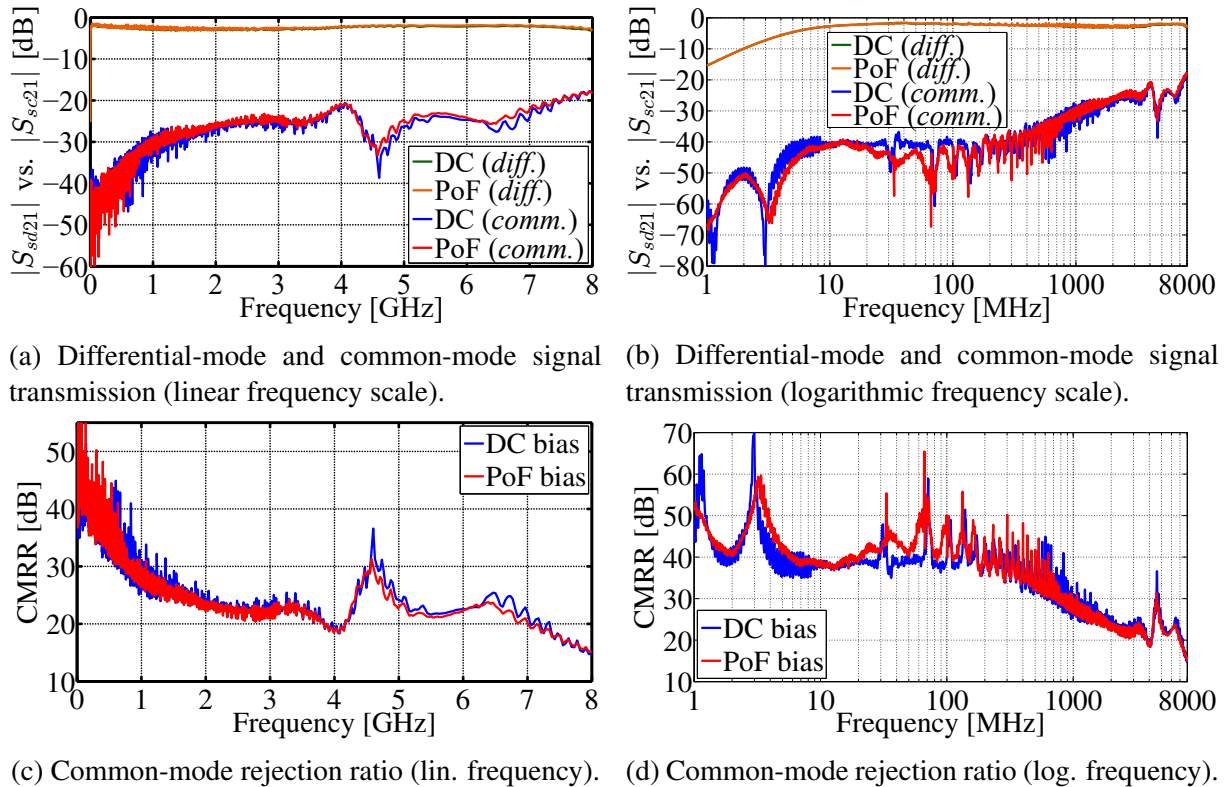 |S_sd21| vs. |S_sc21| [dB]
0
−10
−20
−30
−40
−50
−60
DC (diff.)
PoF (diff.)
DC (comm.)
PoF (comm.)
0 1 2 3 4 5 6 7 8
Frequency [GHz]
(a) Differential-mode and common-mode signal
transmission (linear frequency scale).
|S_sd21| vs. |S_sc21| [dB]
0
−10
−20
−30
−40
−50
−60
−70
−80
DC (diff.)
PoF (diff.)
DC (comm.)
PoF (comm.)
1 10 100 1000 8000
Frequency [MHz]
(b) Differential-mode and common-mode signal
transmission (logarithmic frequency scale).
CMRR [dB]
50
40
30
20
10
DC bias
PoF bias
0 1 2 3 4 5 6 7 8
Frequency [GHz]
(c) Common-mode rejection ratio (lin. frequency).
CMRR [dB]
70
60
50
40
30
20
10
DC bias
PoF bias
1 10 100 1000 8000
Frequency [MHz]
(d) Common-mode rejection ratio (log. frequency).